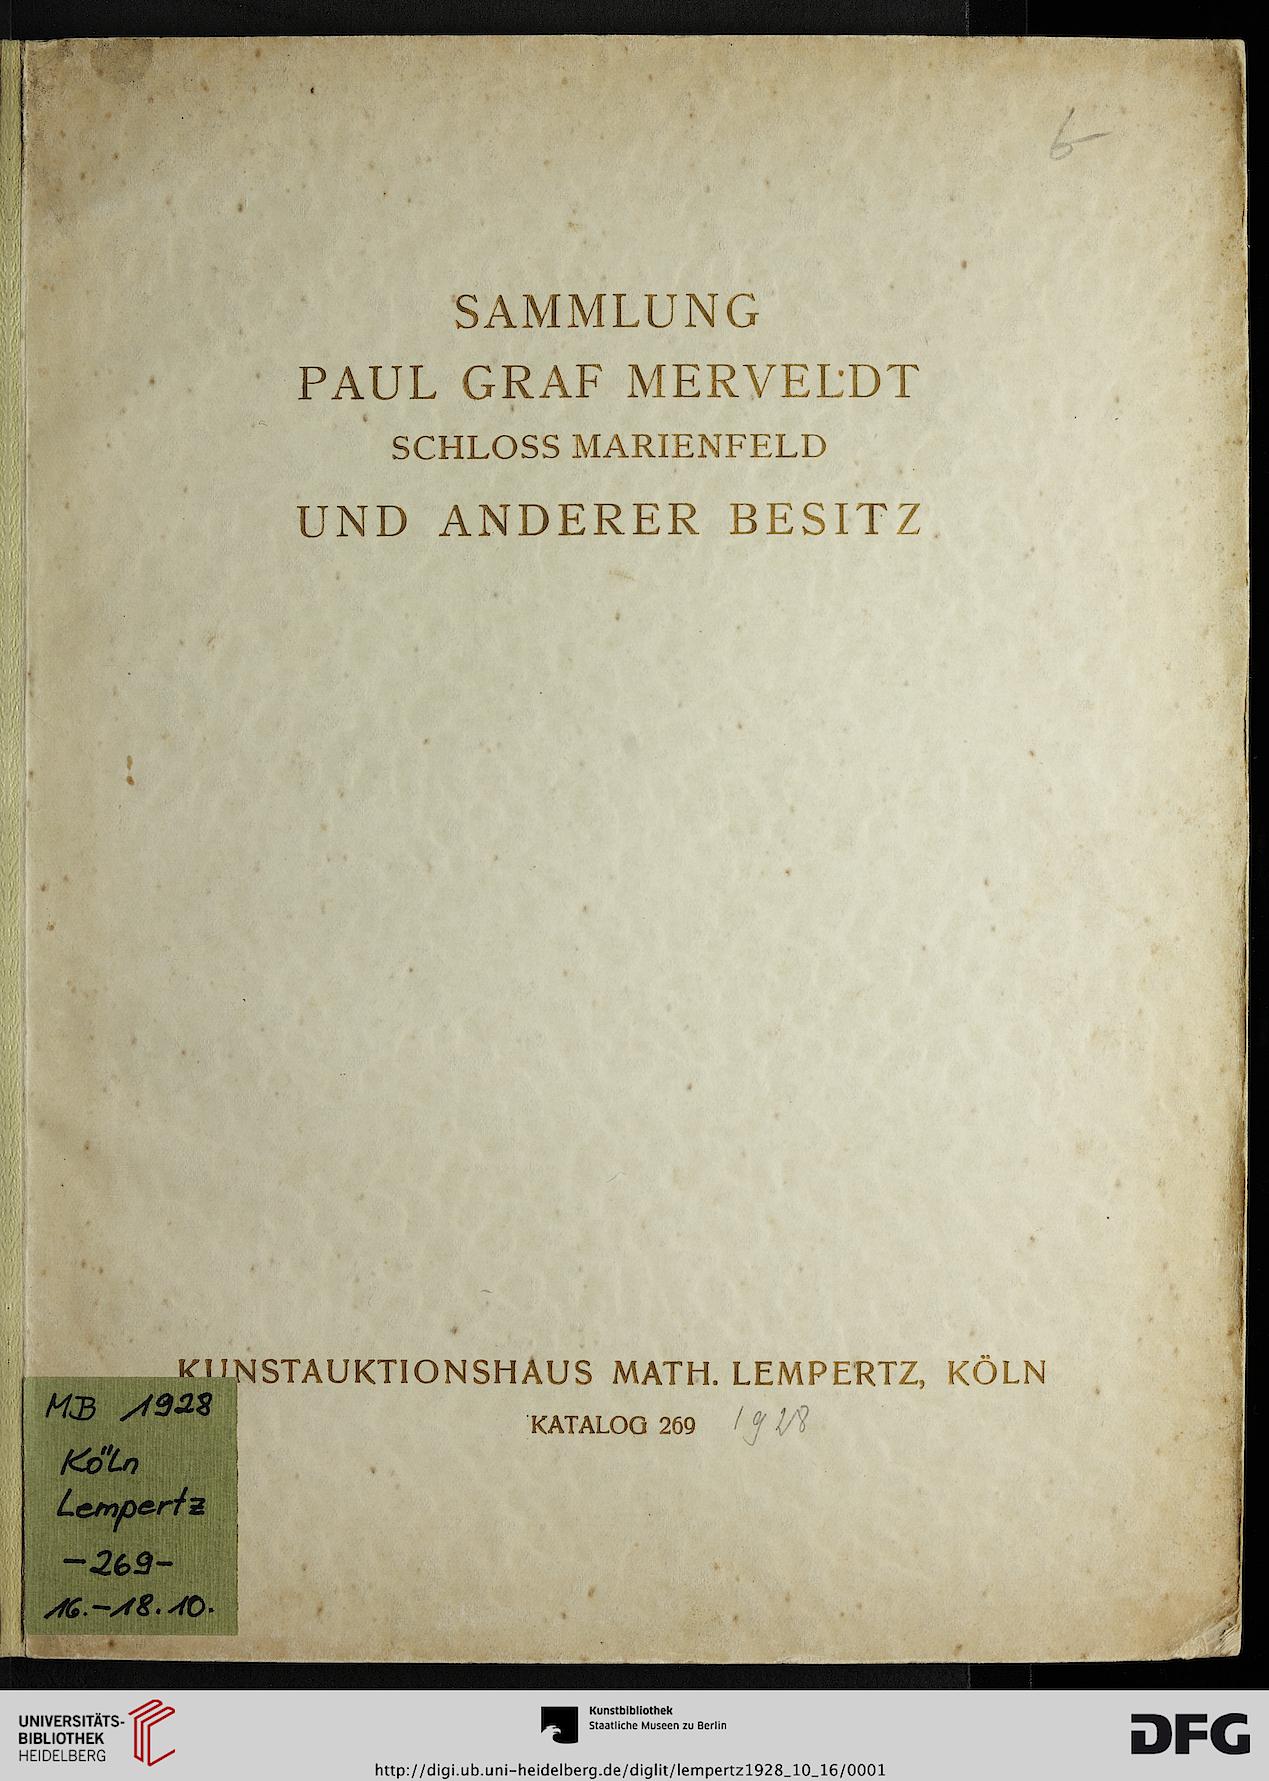 6
SAMMLUNG
PAUL GRAF MERVELDT
SCHLOSS MARIENFELD
UND ANDERER BESITZ
KUNSTAUKTIONSHAUS MATH. LEMPERTZ, KÖLN
KATALOG 269 1928
MB 1928
Köln
Lempertz
-269-
16.-18.10.
UNIVERSITÄTS-
BIBLIOTHEK
HEIDELBERG
Kunstbibliothek
Staatliche Museen zu Berlin
http://digi.ub.uni-heidelberg.de/diglit/lempertz1928_10_16/0001
DFG